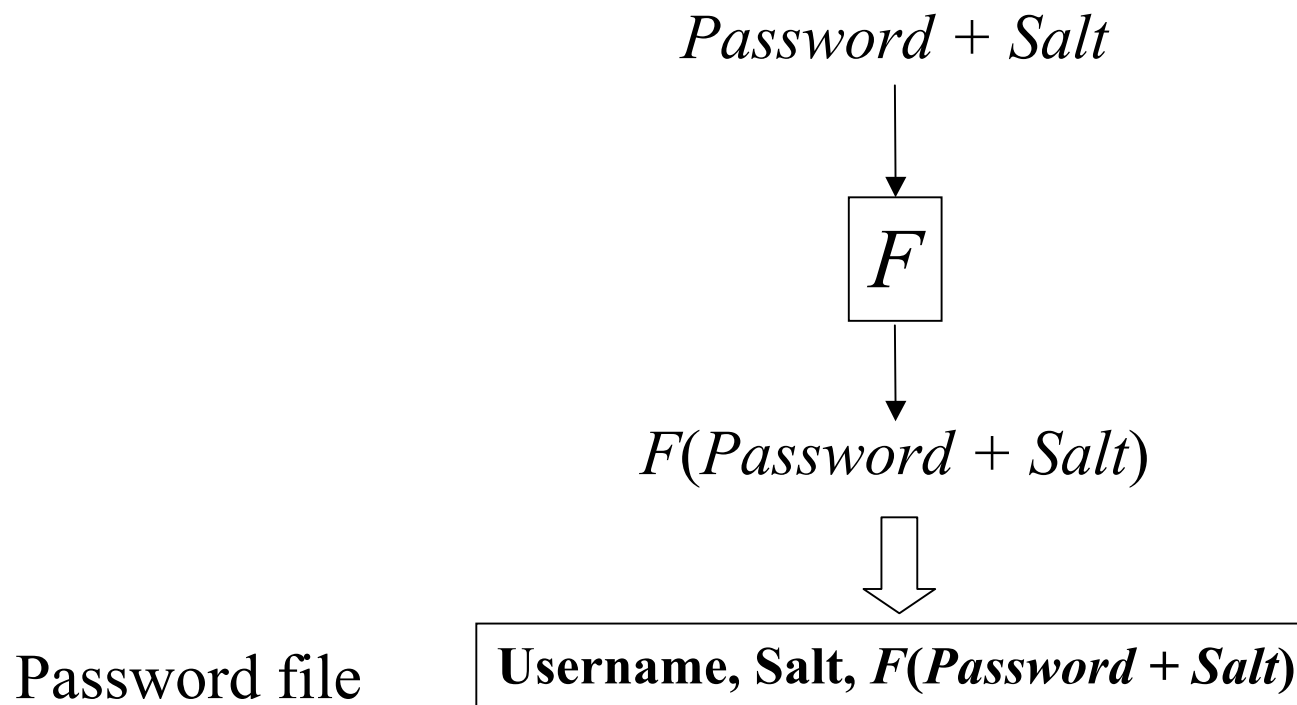 Password + Salt
F
F(Password + Salt)
Password file
Username, Salt, F(Password + Salt)